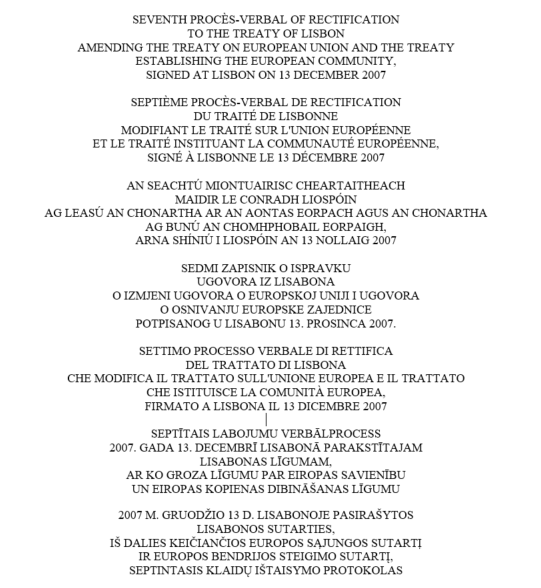 SEVENTH PROCÈS-VERBAL OF RECTIFICATION
TO THE TREATY OF LISBON
AMENDING THE TREATY ON EUROPEAN UNION AND THE TREATY
ESTABLISHING THE EUROPEAN COMMUNITY,
SIGNED AT LISBON ON 13 DECEMBER 2007
SEPTIÈME PROCÈS-VERBAL DE RECTIFICATION
DU TRAITÉ DE LISBONNE
MODIFIANT LE TRAITÉ SUR L'UNION EUROPÉENNE
ET LE TRAITÉ INSTITUANT LA COMMUNAUTÉ EUROPÉENNE,
SIGNÉ À LISBONNE LE 13 DÉCEMBRE 2007
AN SEACHTÚ MIONTUAIRISC CHEARTAITHEACH
MAIDIR LE CONRADH LIOSPÓIN
AG LEASÚ AN CHONARTHA AR AN AONTAS EORPACH AGUS AN CHONARTHA
AG BUNÚ AN CHOMHPHOBAIL EORPAIGH,
ARNA SHÍNIÚ I LIOSPÓIN AN 13 NOLLAIG 2007
SEDMI ZAPISNIK O ISPRAVKU
UGOVORA IZ LISABONA
O IZMJENI UGOVORA O EUROPSKOJ UNIJI I UGOVORA
O OSNIVANJU EUROPSKE ZAJEDNICE
POTPISANOG U LISABONU 13. PROSINCA 2007.
SETTIMO PROCESSO VERBALE DI RETTIFICA
DEL TRATTATO DI LISBONA
CHE MODIFICA IL TRATTATO SULL'UNIONE EUROPEA E IL TRATTATO
CHE ISTITUISCE LA COMUNITÀ EUROPEA,
FIRMATO A LISBONA IL 13 DICEMBRE 2007
SEPTĪTAIS LABOJUMU VERBĀLPROCESS
2007. GADA 13. DECEMBRĪ LISABONĀ PARAKSTĪTAJAM
LISABONAS LĪGUMAM,
AR KO GROZA LĪGUMU PAR EIROPAS SAVIENĪBU
UN EIROPAS KOPIENAS DIBINĀŠANAS LĪGUMU
2007 M. GRUODŽIO 13 D. LISABONOJE PASIRAŠYTOS
LISABONOS SUTARTIES,
IŠ DALIES KEIČIANČIOS EUROPOS SĄJUNGOS SUTARTĮ
IR EUROPOS BENDRIJOS STEIGIMO SUTARTĮ,
SEPTINTASIS KLAIDŲ IŠTAISYMO PROTOKOLAS